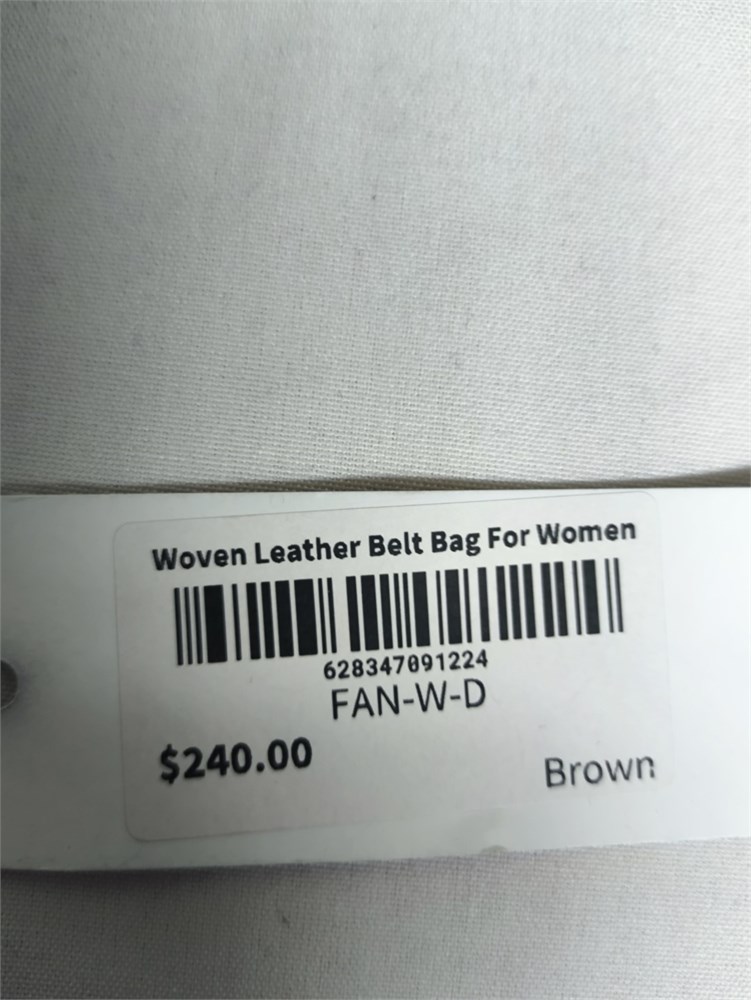 Woven Leather Belt Bag For Women
628347091224
FAN-W-D
$240.00
Brown